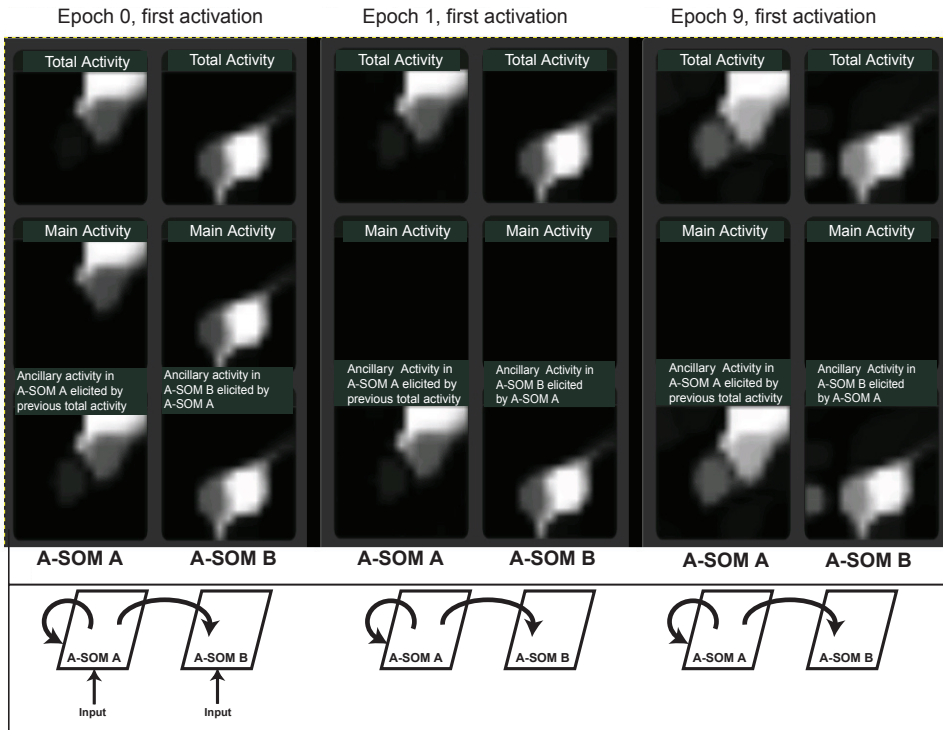 Epoch 0, first activation
Epoch 1, first activation
Epoch 9, first activation
Total Activity
Total Activity
Total Activity
Total Activity
Total Activity
Total Activity
Main Activity
Main Activity
Main Activity
Main Activity
Main Activity
Main Activity
Ancillary activity in
A-SOM A elicited by
previous total activity
Ancillary activity in
A-SOM B elicited by
A-SOM A
Ancillary Activity in
A-SOM A elicited by
previous total activity
Ancillary Activity in
A-SOM B elicited
by A-SOM A
Ancillary Activity in
A-SOM A elicited by
previous total activity
Ancillary Activity in
A-SOM B elicited
by A-SOM A
A-SOM A
A-SOM B
A-SOM A
A-SOM B
A-SOM A
A-SOM B
A-SOM A
A-SOM B
A-SOM A
A-SOM B
A-SOM A
A-SOM B
Input
Input